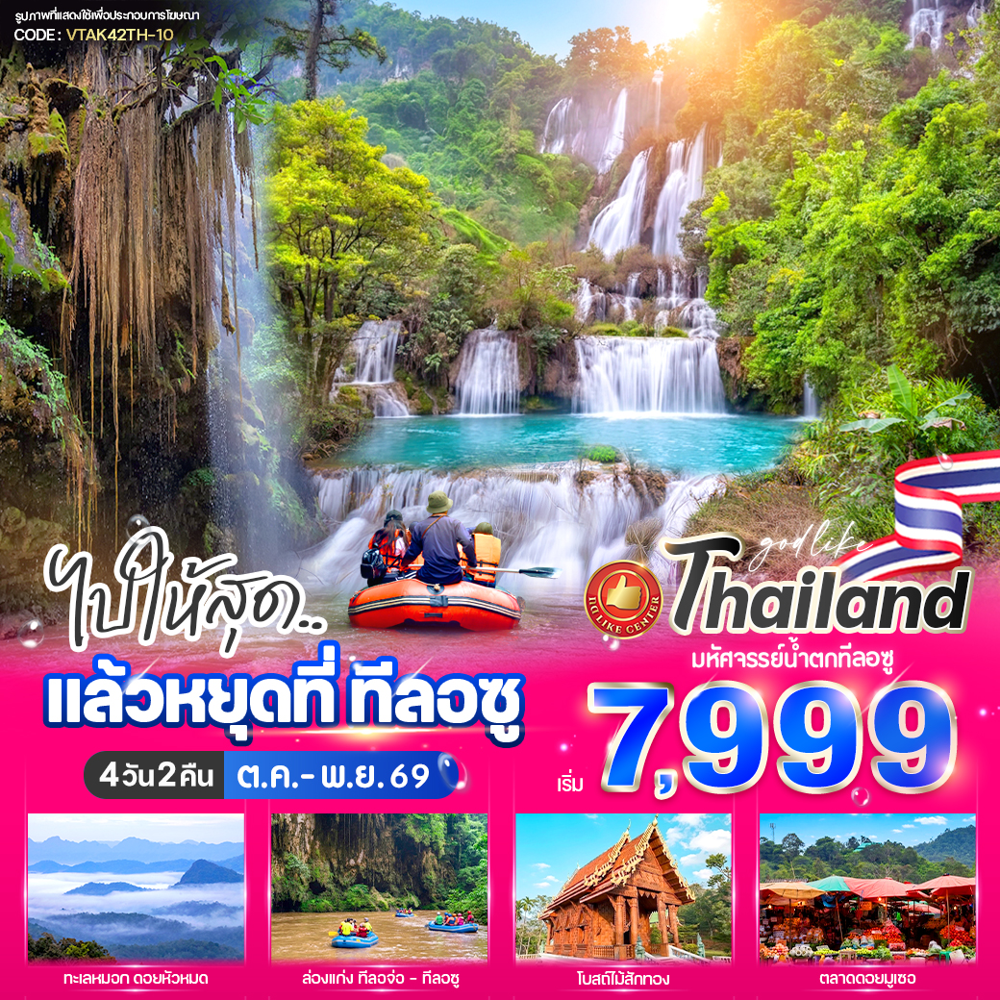 รูปภาพที่แสดงใช้เพื่อประกอบการโฆษณา
CODE : VTAK42TH-10
godlike
Thailand
GO LIKE CENTER
ไปให้สุด..
แล้วหยุดที่ ทีลอซู
มหัศจรรย์น้ำตกทีลอซู
เริ่ม 7,999
4 วัน 2 คืน ต.ค. - พ.ย. 69
ทะเลหมอก ดอยหัวหมด
ล่องแก่ง ทีลอจ่อ - ทีลอซู
โบสถ์ไม้สักทอง
ตลาดดอยมูเซอ